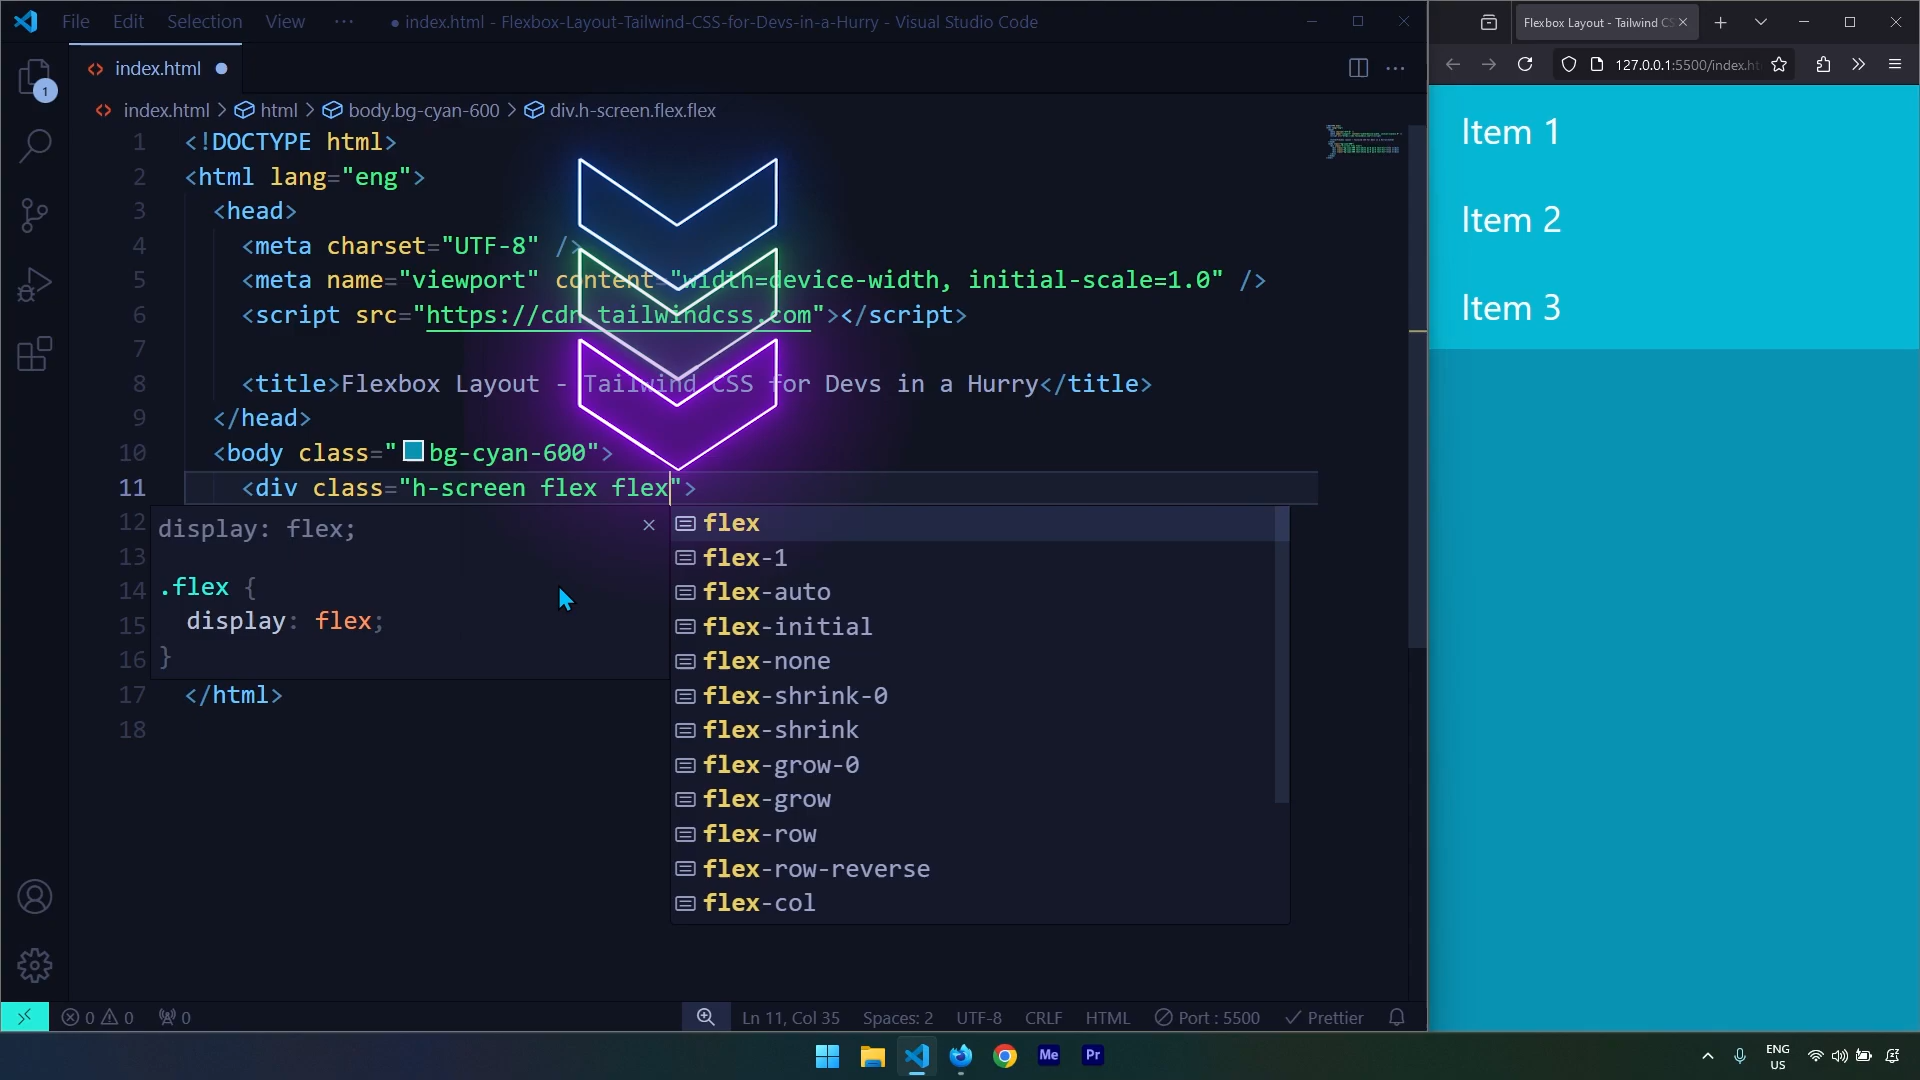 File Edit Selection View ··· ● index.html - Flexbox-Layout-Tailwind-CSS-for-Devs-in-a-Hurry - Visual Studio Code
index.html
index.html > html > body.bg-cyan-600 > div.h-screen.flex.flex
1 <!DOCTYPE html>
2 <html lang="eng">
3 <head>
4 <meta charset="UTF-8" />
5 <meta name="viewport" content="width=device-width, initial-scale=1.0" />
6 <script src="https://cdn.tailwindcss.com"></script>
7
8 <title>Flexbox Layout - Tailwind CSS for Devs in a Hurry</title>
9 </head>
10 <body class="bg-cyan-600">
11 <div class="h-screen flex flex">
12
13
14
15
16
17 </html>
18
display: flex;
.flex {
display: flex;
}
flex
flex-1
flex-auto
flex-initial
flex-none
flex-shrink-0
flex-shrink
flex-grow-0
flex-grow
flex-row
flex-row-reverse
flex-col
1
0 0 0 Ln 11, Col 35 Spaces: 2 UTF-8 CRLF HTML Port : 5500 Prettier
Flexbox Layout - Tailwind CS
127.0.0.1:5500/index.ht
Item 1
Item 2
Item 3
Me Pr
ENG
US